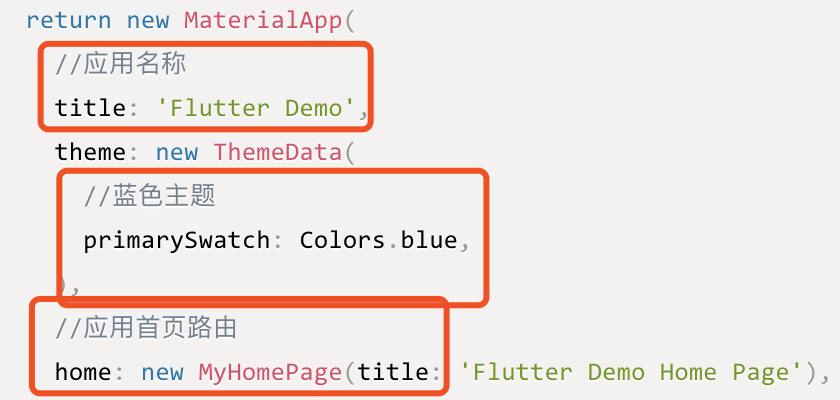 return new MaterialApp(
//应用名称
title: 'Flutter Demo',
theme: new ThemeData(
//蓝色主题
primarySwatch: Colors.blue,
),
//应用首页路由
home: new MyHomePage(title: 'Flutter Demo Home Page'),